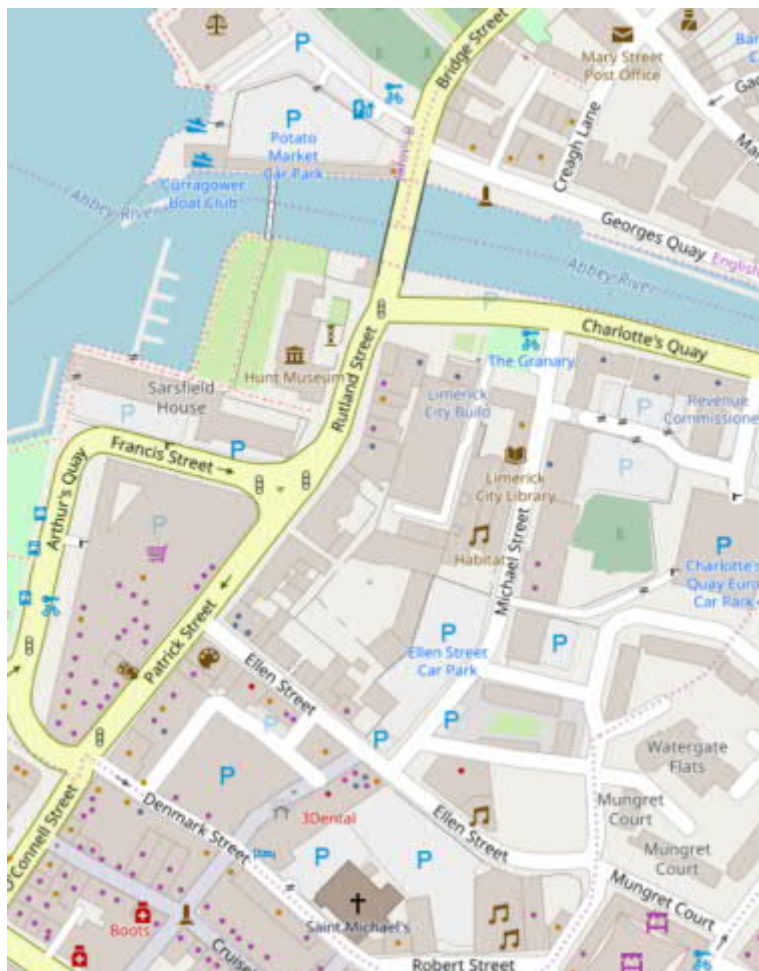 Bridge Street
Mary Street
Post Office
Potato
Market
Car Park
Creagh Lane
Curragower
Boat Club
Abbey River
Georges Quay
English
Abbey River
Charlotte's Quay
The Granary
Rutland Street
Hunt Museum
Sarsfield
House
Limerick
City Build
Revenue
Commissione
Francis Street
Arthur's Quay
Limerick
City Library
Habitat
Michael Street
Charlotte's
Quay Euro
Car Park
Patrick Street
Ellen Street
Ellen Street
Car Park
Watergate
Flats
Mungret
Court
Mungret
Court
Denmark Street
3Dental
Ellen Street
O'Connell Street
Mungret Court
Boots
Saint Michael's
Cruise
Robert Street